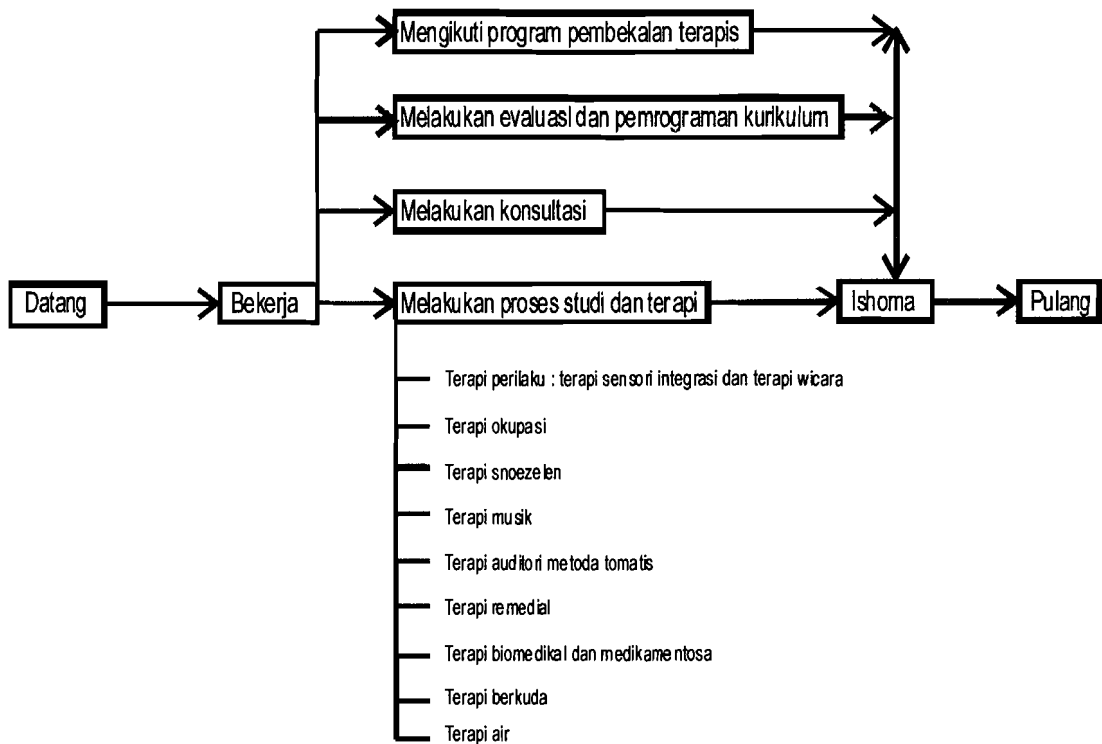 Mengikuti program pembekalan terapis
Melakukan evaluasi dan pemrograman kurikulum
Melakukan konsultasi
Datang
Bekerja
Melakukan proses studi dan terapi
Ishoma
Pulang
Terapi perilaku : terapi sensori integrasi dan terapi wicara
Terapi okupasi
Terapi snoezelen
Terapi musik
Terapi auditori metoda tomatis
Terapi remedial
Terapi biomedikal dan medikamentosa
Terapi berkuda
Terapi air